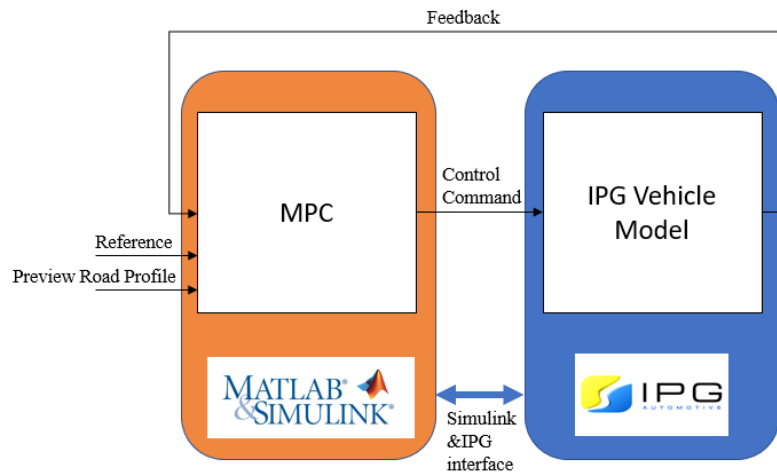 Feedback
MPC
Control
Command
IPG Vehicle
Model
Reference
Preview Road Profile
MATLAB®
&SIMULINK®
Simulink
&IPG
interface
IPG
AUTOMOTIVE